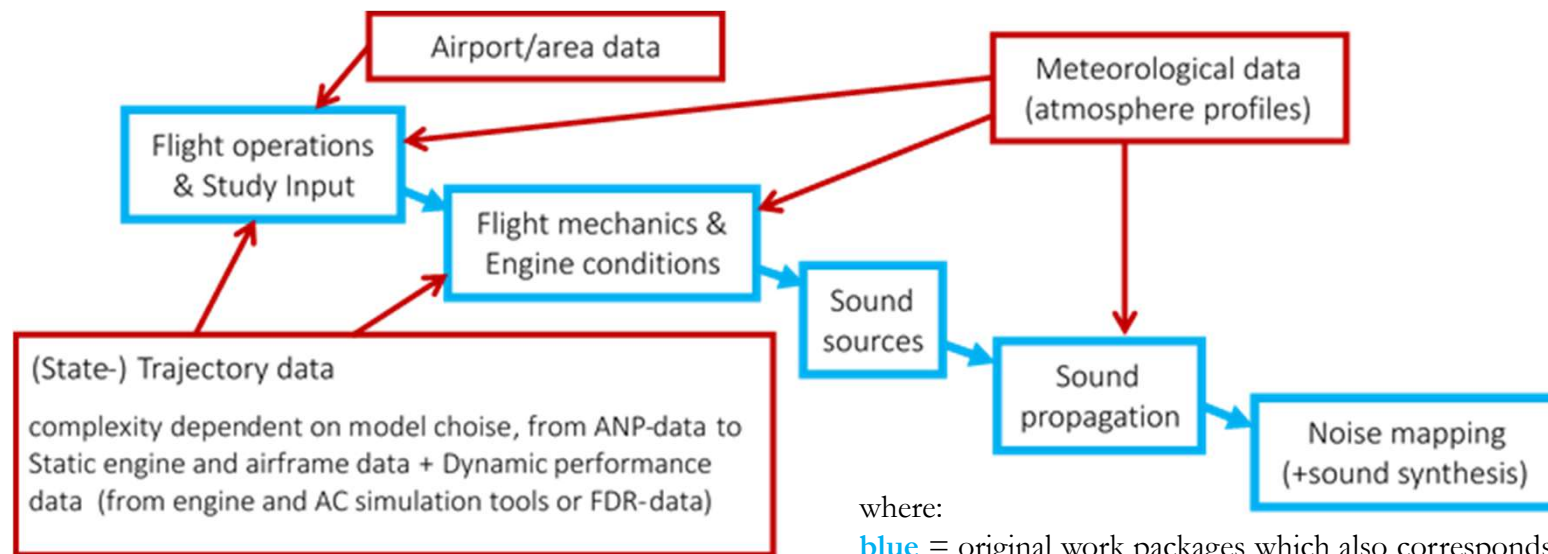 Airport/area data
Meteorological data
(atmosphere profiles)
Flight operations
& Study Input
Flight mechanics &
Engine conditions
Sound
sources
Sound
propagation
Noise mapping
(+sound synthesis)
(State-) Trajectory data
complexity dependent on model choise, from ANP-data to
Static engine and airframe data + Dynamic performance
data (from engine and AC simulation tools or FDR-data)
where:
blue = original work packages which also corresponds